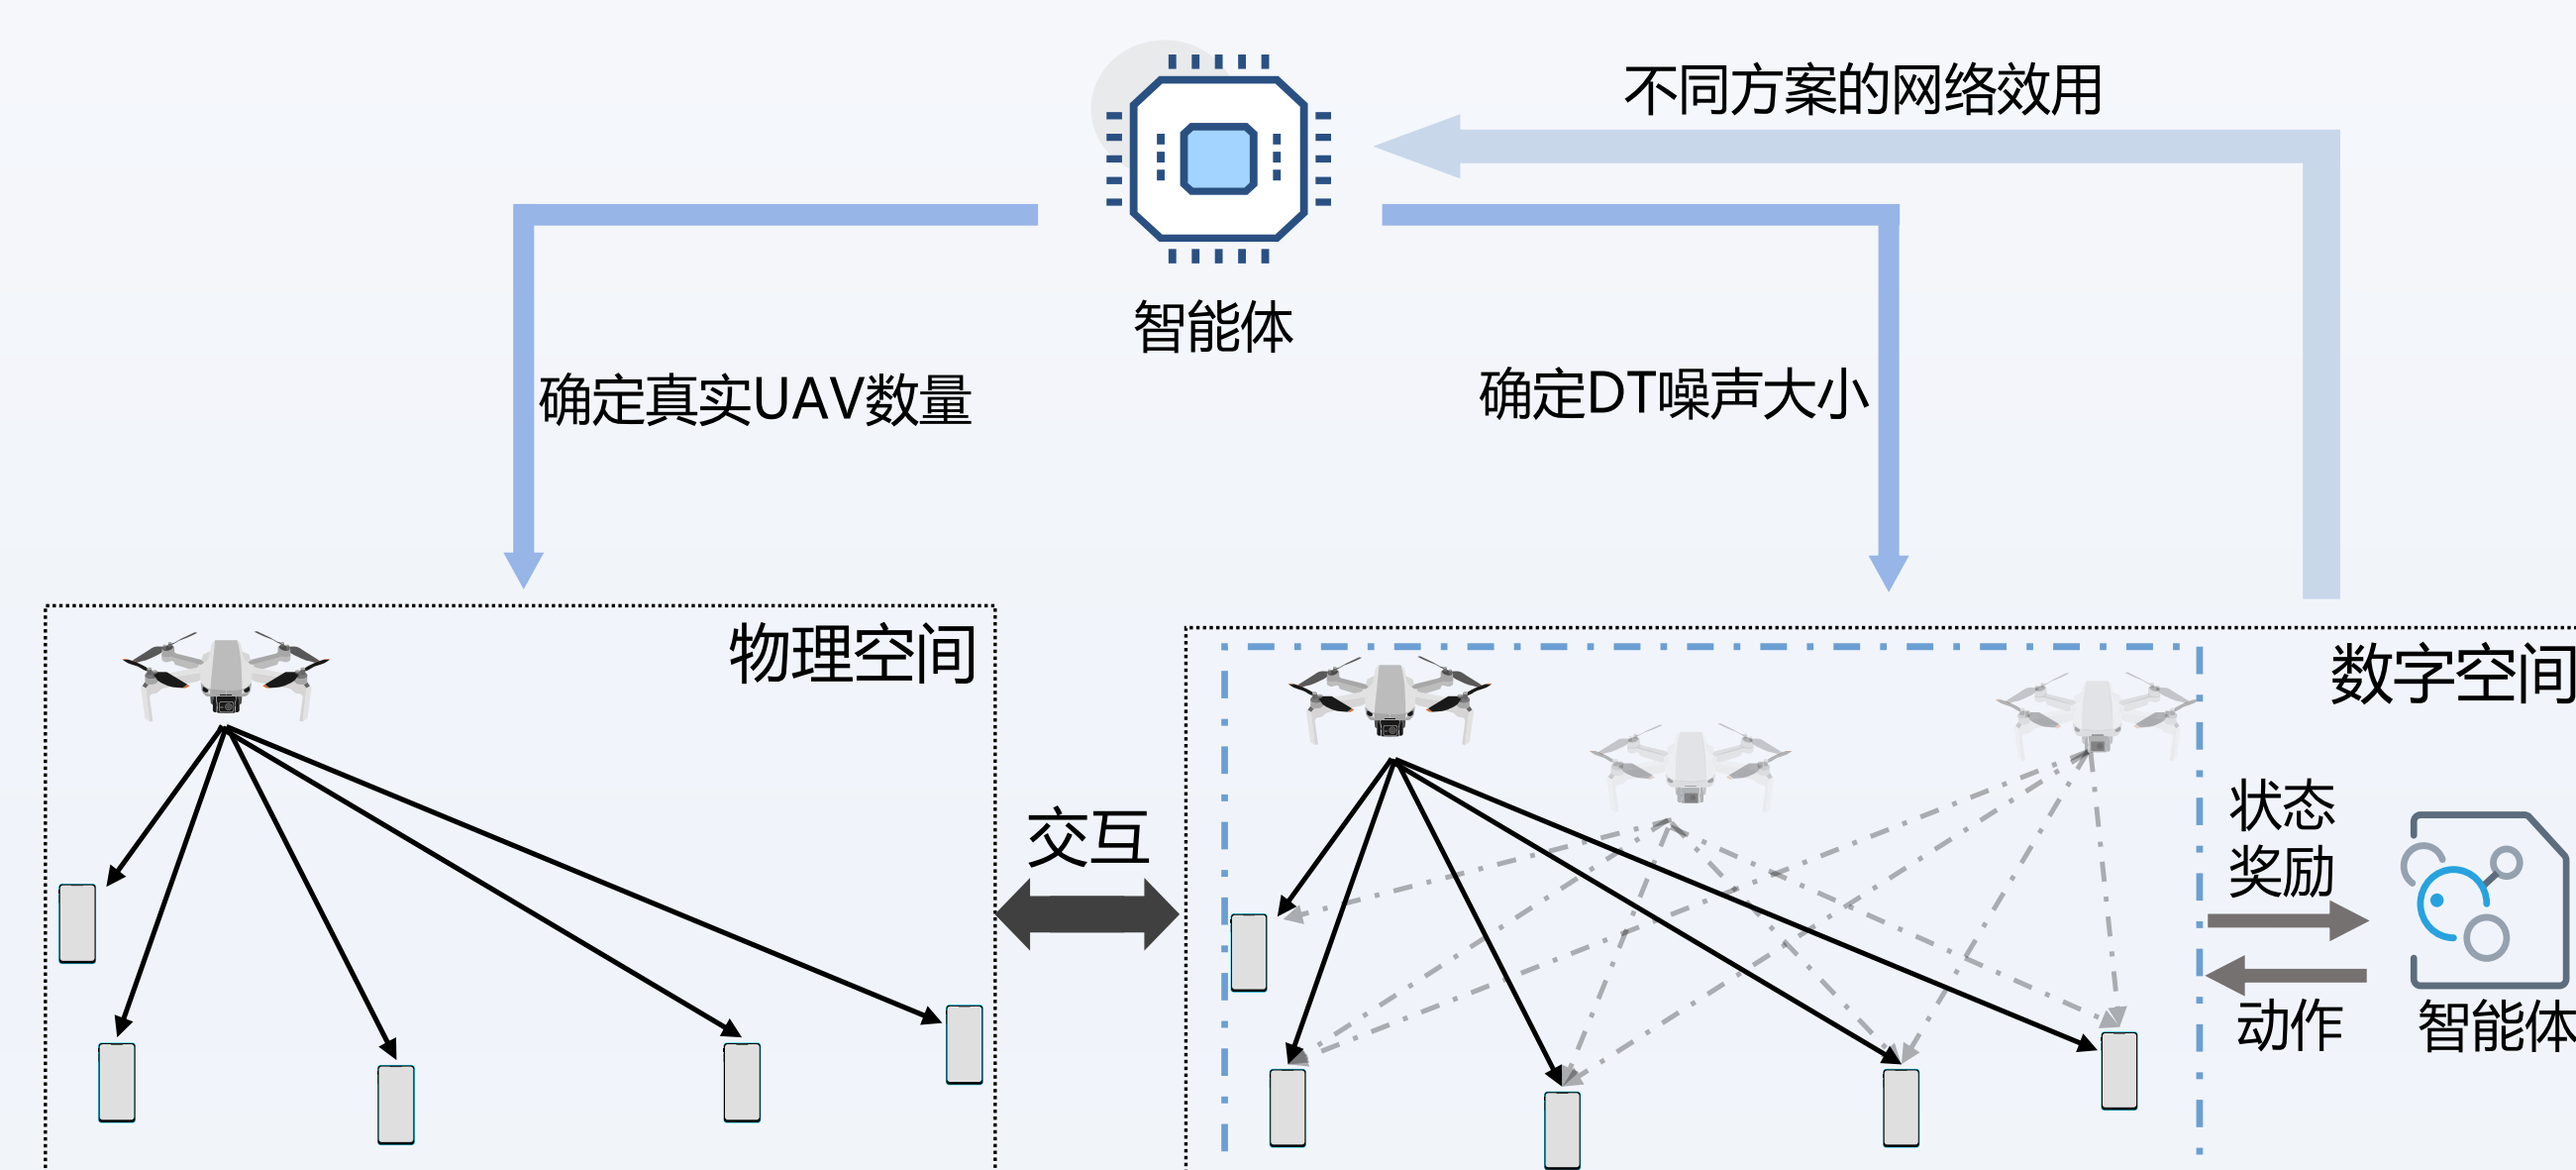 不同方案的网络效用
智能体
确定真实UAV数量
确定DT噪声大小
物理空间
数字空间
交互
状态
奖励
动作
智能体